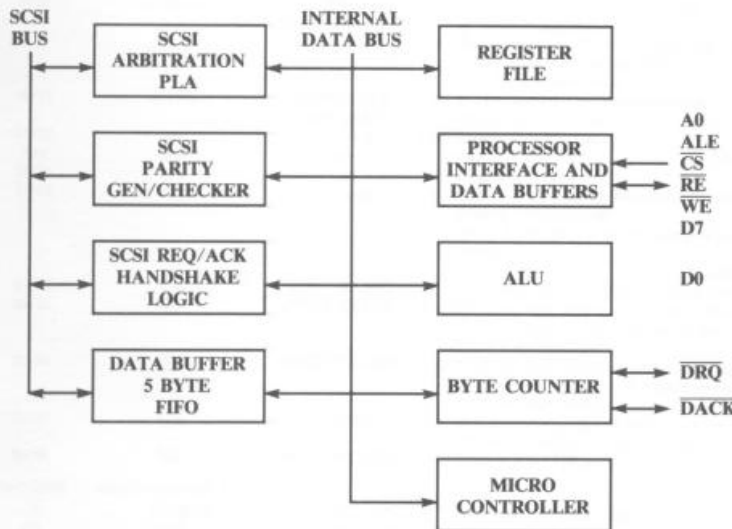 SCSI
BUS
SCSI
ARBITRATION
PLA
INTERNAL
DATA BUS
REGISTER
FILE
SCSI
PARITY
GEN/CHECKER
PROCESSOR
INTERFACE AND
DATA BUFFERS
A0
ALE
CS
RE
WE
D7
SCSI REQ/ACK
HANDSHAKE
LOGIC
ALU
D0
DATA BUFFER
5 BYTE
FIFO
BYTE COUNTER
DRQ
DACK
MICRO
CONTROLLER